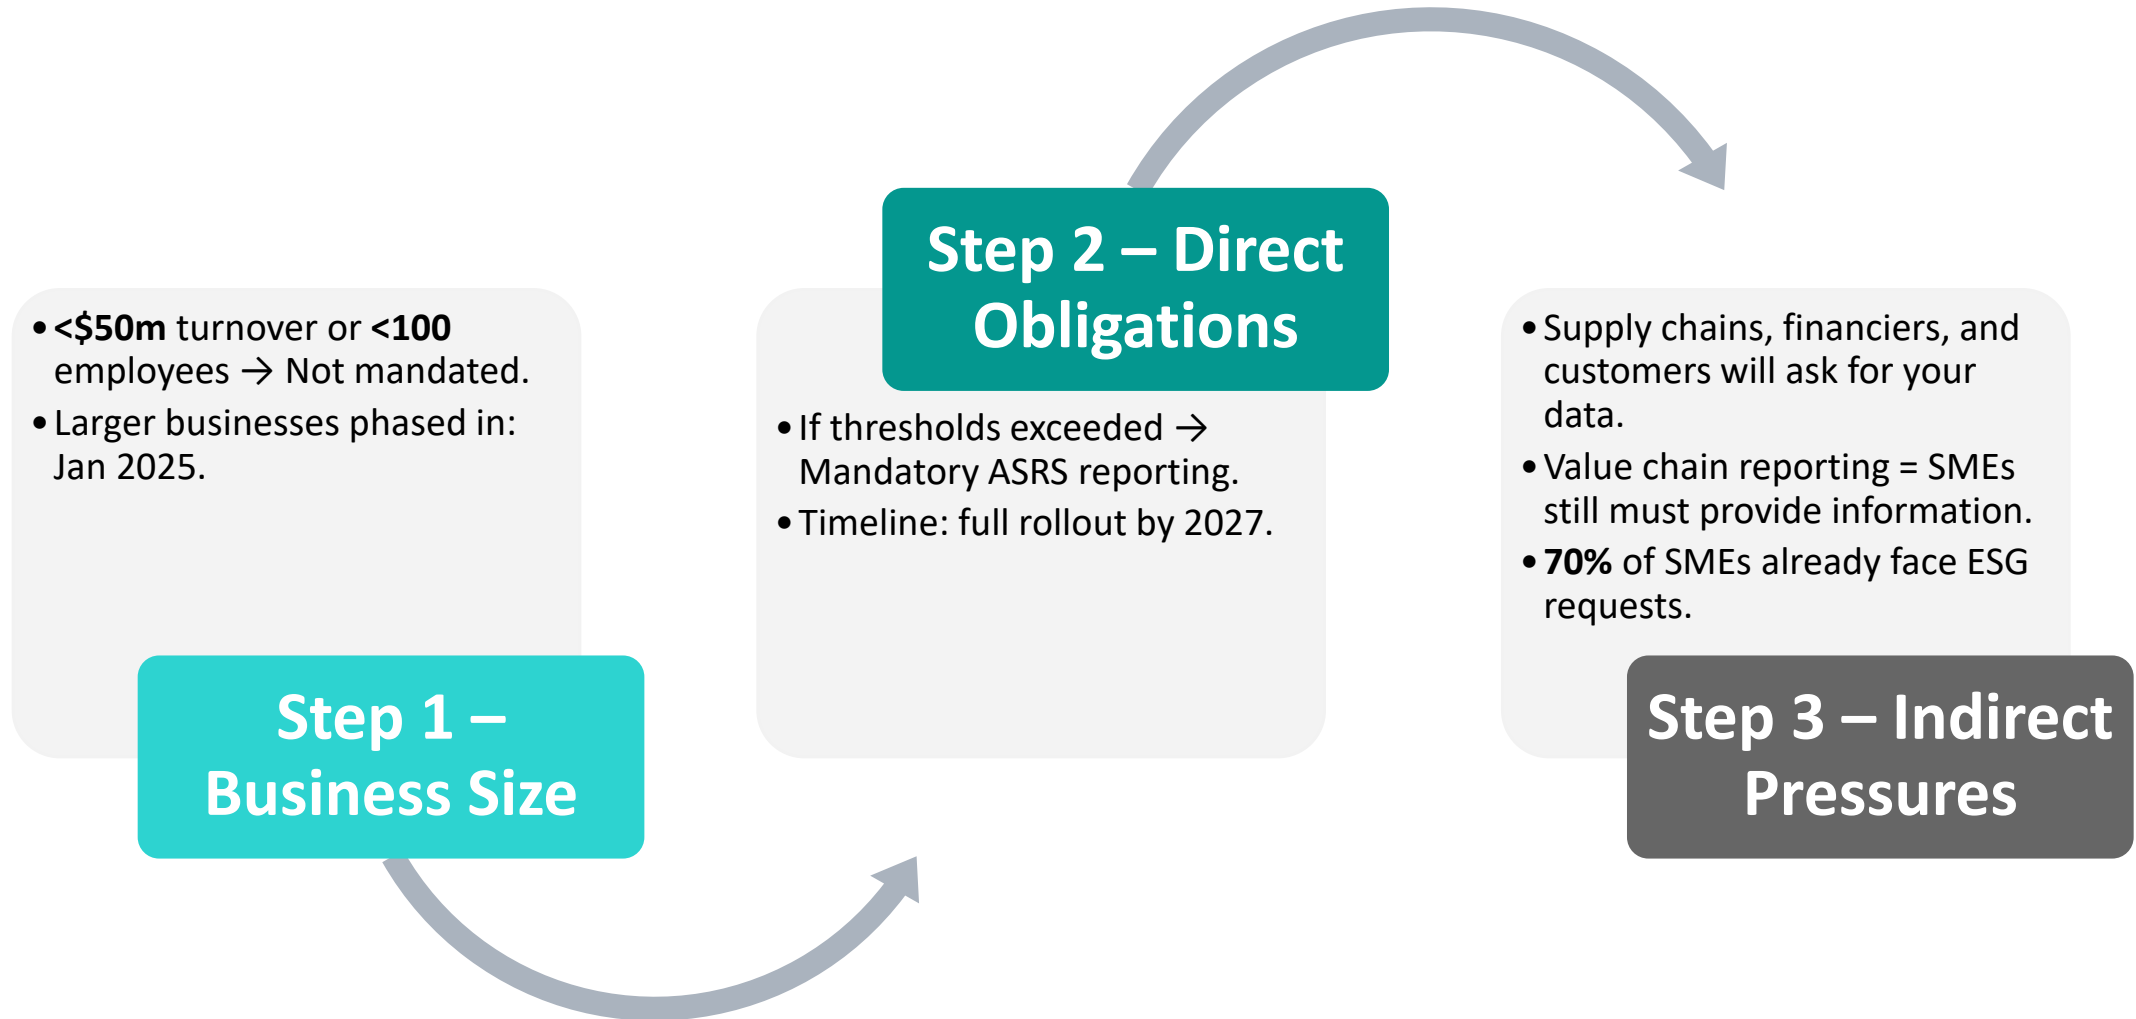 • <$50m turnover or <100
employees → Not mandated.
• Larger businesses phased in:
Jan 2025.
Step 1 –
Business Size
Step 2 – Direct
Obligations
• If thresholds exceeded →
Mandatory ASRS reporting.
• Timeline: full rollout by 2027.
• Supply chains, financiers, and
customers will ask for your
data.
• Value chain reporting = SMEs
still must provide information.
• 70% of SMEs already face ESG
requests.
Step 3 – Indirect
Pressures